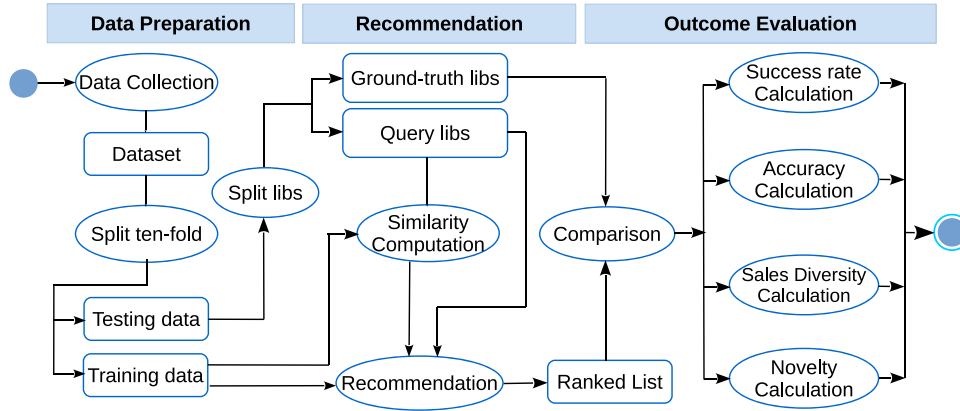 Data Preparation
Recommendation
Outcome Evaluation
Data Collection
Dataset
Split ten-fold
Testing data
Training data
Split libs
Ground-truth libs
Query libs
Similarity
Computation
Recommendation
Ranked List
Comparison
Success rate
Calculation
Accuracy
Calculation
Sales Diversity
Calculation
Novelty
Calculation